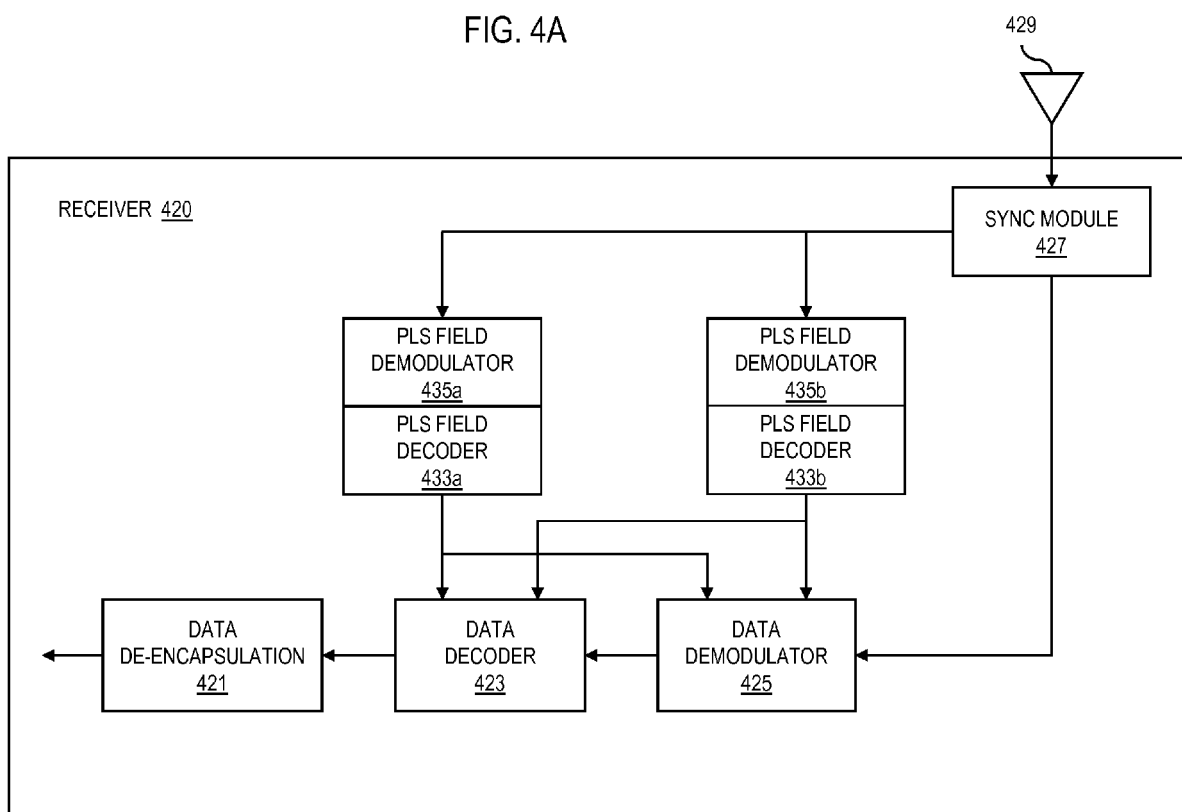 FIG. 4A
429
RECEIVER 420
SYNC MODULE
427
PLS FIELD
DEMODULATOR
435a
PLS FIELD
DECODER
433a
PLS FIELD
DEMODULATOR
435b
PLS FIELD
DECODER
433b
DATA
DE-ENCAPSULATION
421
DATA
DECODER
423
DATA
DEMODULATOR
425